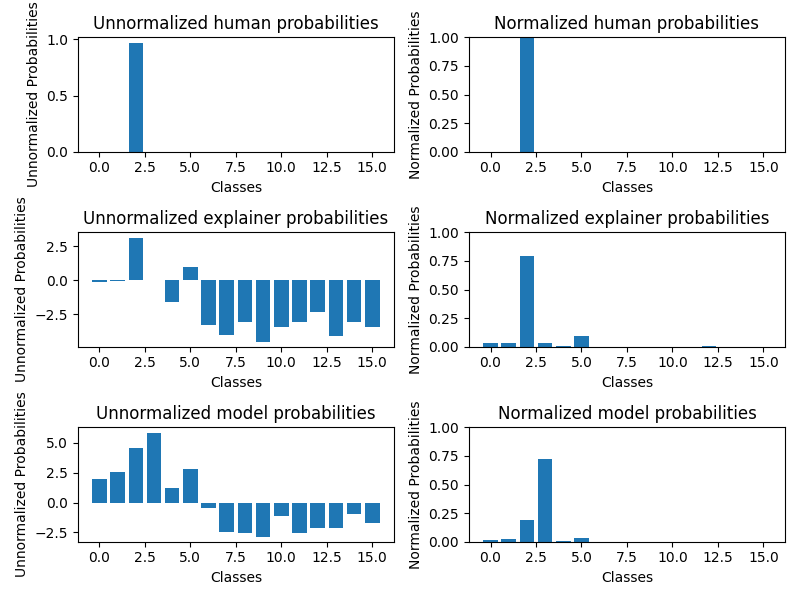 Unnormalized human probabilities
Normalized human probabilities
Unnormalized Probabilities
1.0
0.5
0.0
0.0 2.5 5.0 7.5 10.0 12.5 15.0
Classes
Normalized Probabilities
1.00
0.75
0.50
0.25
0.00
0.0 2.5 5.0 7.5 10.0 12.5 15.0
Classes
Unnormalized explainer probabilities
Normalized explainer probabilities
Unnormalized Probabilities
2.5
0.0
−2.5
0.0 2.5 5.0 7.5 10.0 12.5 15.0
Classes
Normalized Probabilities
1.00
0.75
0.50
0.25
0.00
0.0 2.5 5.0 7.5 10.0 12.5 15.0
Classes
Unnormalized model probabilities
Normalized model probabilities
Unnormalized Probabilities
5.0
2.5
0.0
−2.5
0.0 2.5 5.0 7.5 10.0 12.5 15.0
Classes
Normalized Probabilities
1.00
0.75
0.50
0.25
0.00
0.0 2.5 5.0 7.5 10.0 12.5 15.0
Classes